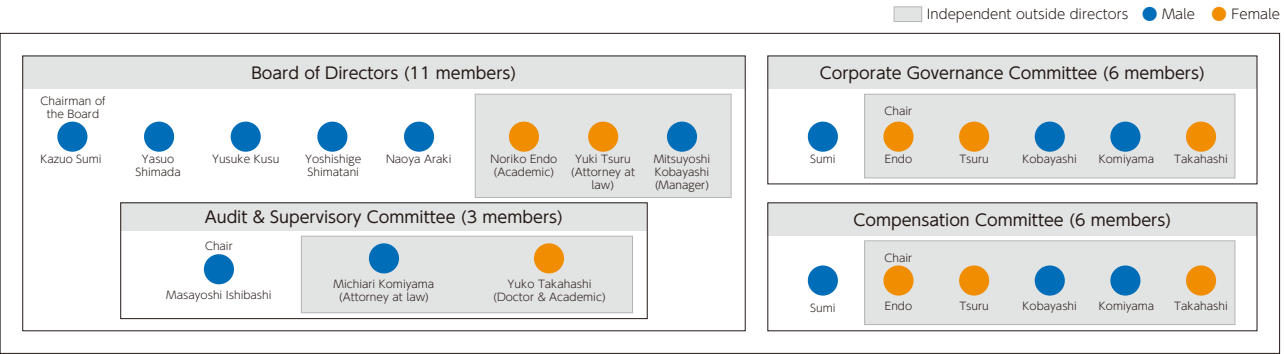 Independent outside directors Male Female
Board of Directors (11 members)
Chairman of
the Board
Kazuo Sumi
Yasuo
Shimada
Yusuke Kusu
Yoshishige
Shimatani
Naoya Araki
Noriko Endo
(Academic)
Yuki Tsuru
(Attorney at
law)
Mitsuyoshi
Kobayashi
(Manager)
Audit & Supervisory Committee (3 members)
Chair
Masayoshi Ishibashi
Michiari Komiyama
(Attorney at law)
Yuko Takahashi
(Doctor & Academic)
Corporate Governance Committee (6 members)
Chair
Sumi Endo Tsuru Kobayashi Komiyama Takahashi
Compensation Committee (6 members)
Chair
Sumi Endo Tsuru Kobayashi Komiyama Takahashi